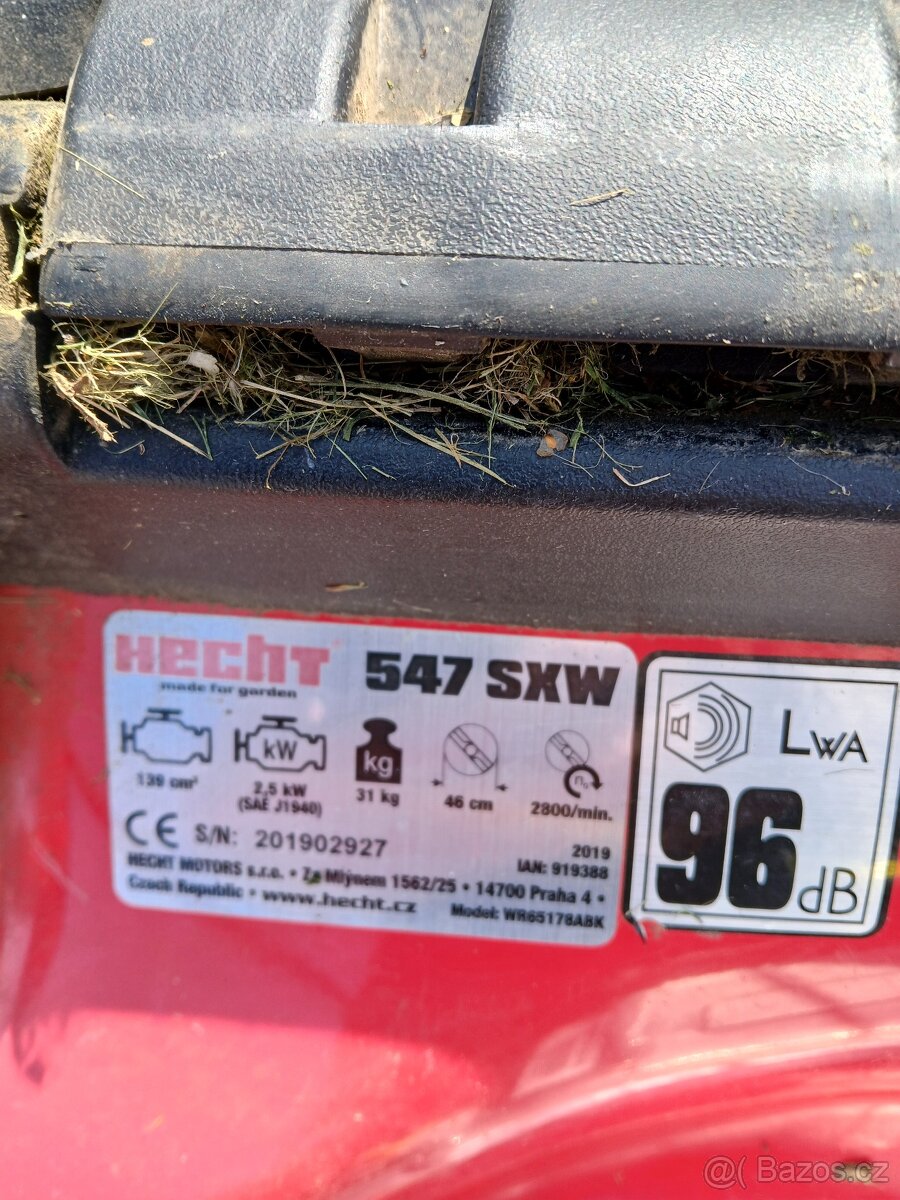 HECHT 547 SXW
made for garden
kW
kg
n₀
139 cm³
2,5 kW
(SAE J1940)
31 kg
46 cm
2800/min.
CE S/N: 201902927
2019
IAN: 919388
HECHT MOTORS s.r.o. • Za Mlýnem 1562/25 • 14700 Praha 4 •
Czech Republic • www.hecht.cz
Model: WR65178ABK
LWA
96 dB
@( Bazos.cz